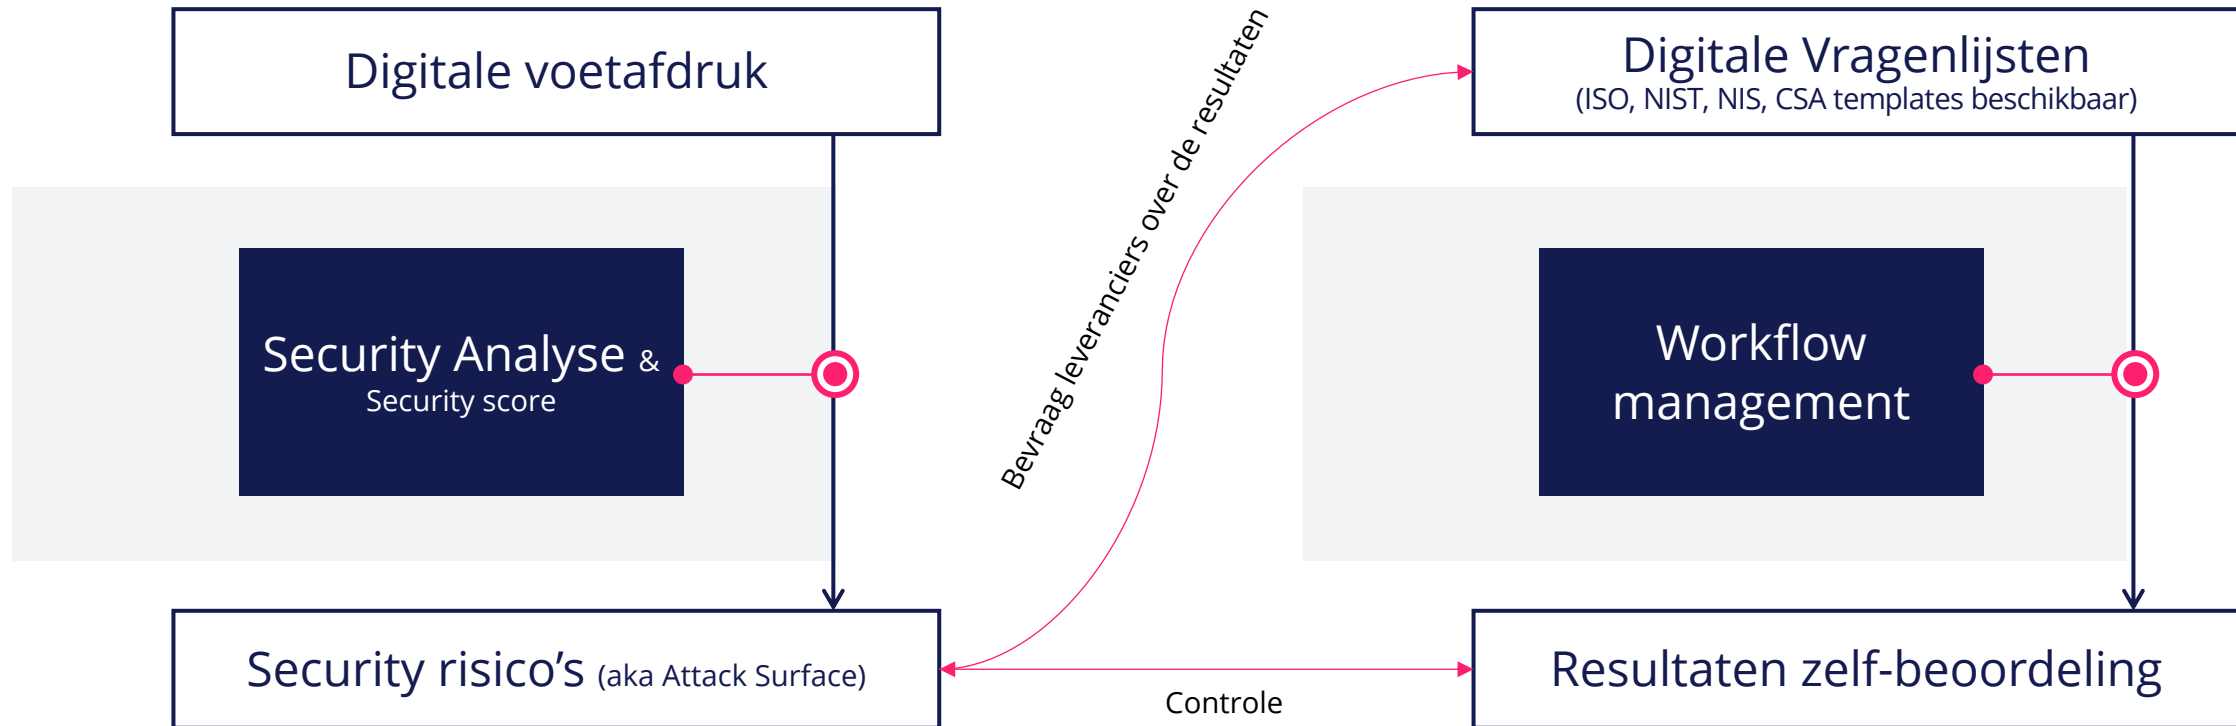 Digitale voetafdruk
Security Analyse &
Security score
Security risico’s (aka Attack Surface)
Bevraag leveranciers over de resultaten
Controle
Digitale Vragenlijsten
(ISO, NIST, NIS, CSA templates beschikbaar)
Workflow
management
Resultaten zelf-beoordeling